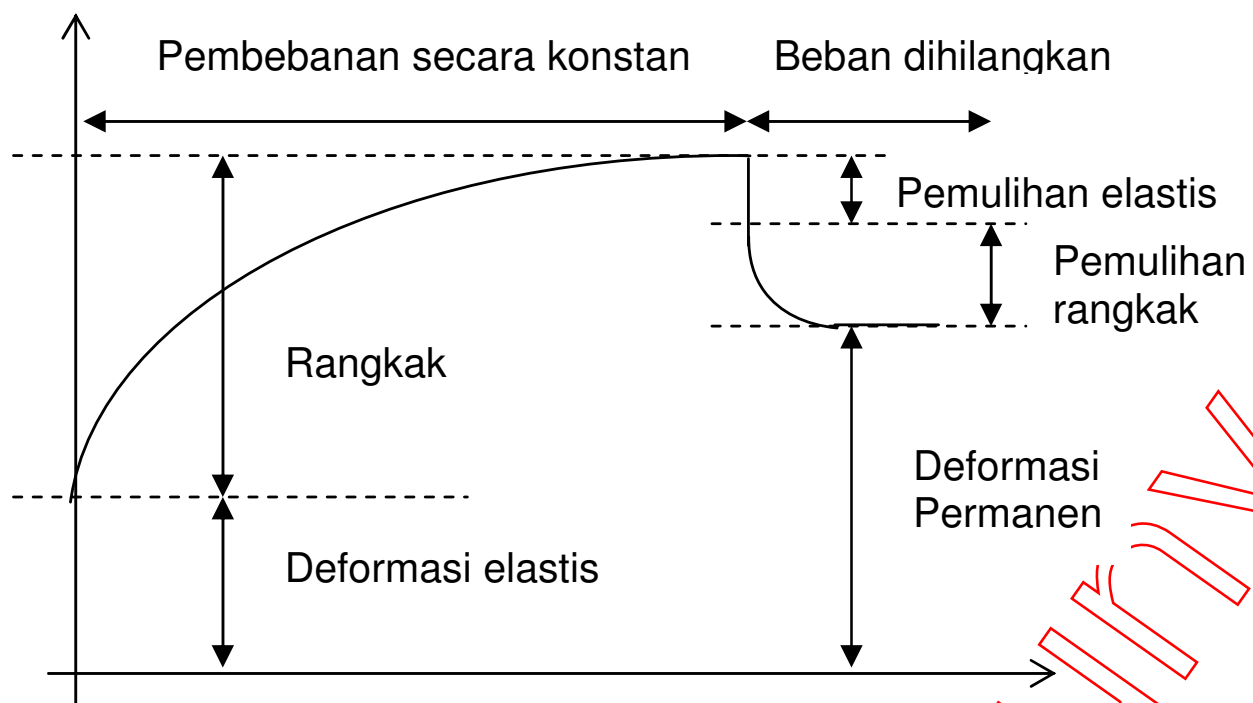 Pembebanan secara konstan
Beban dihilangkan
Pemulihan elastis
Pemulihan
rangkak
Rangkak
Deformasi
Permanen
Deformasi elastis